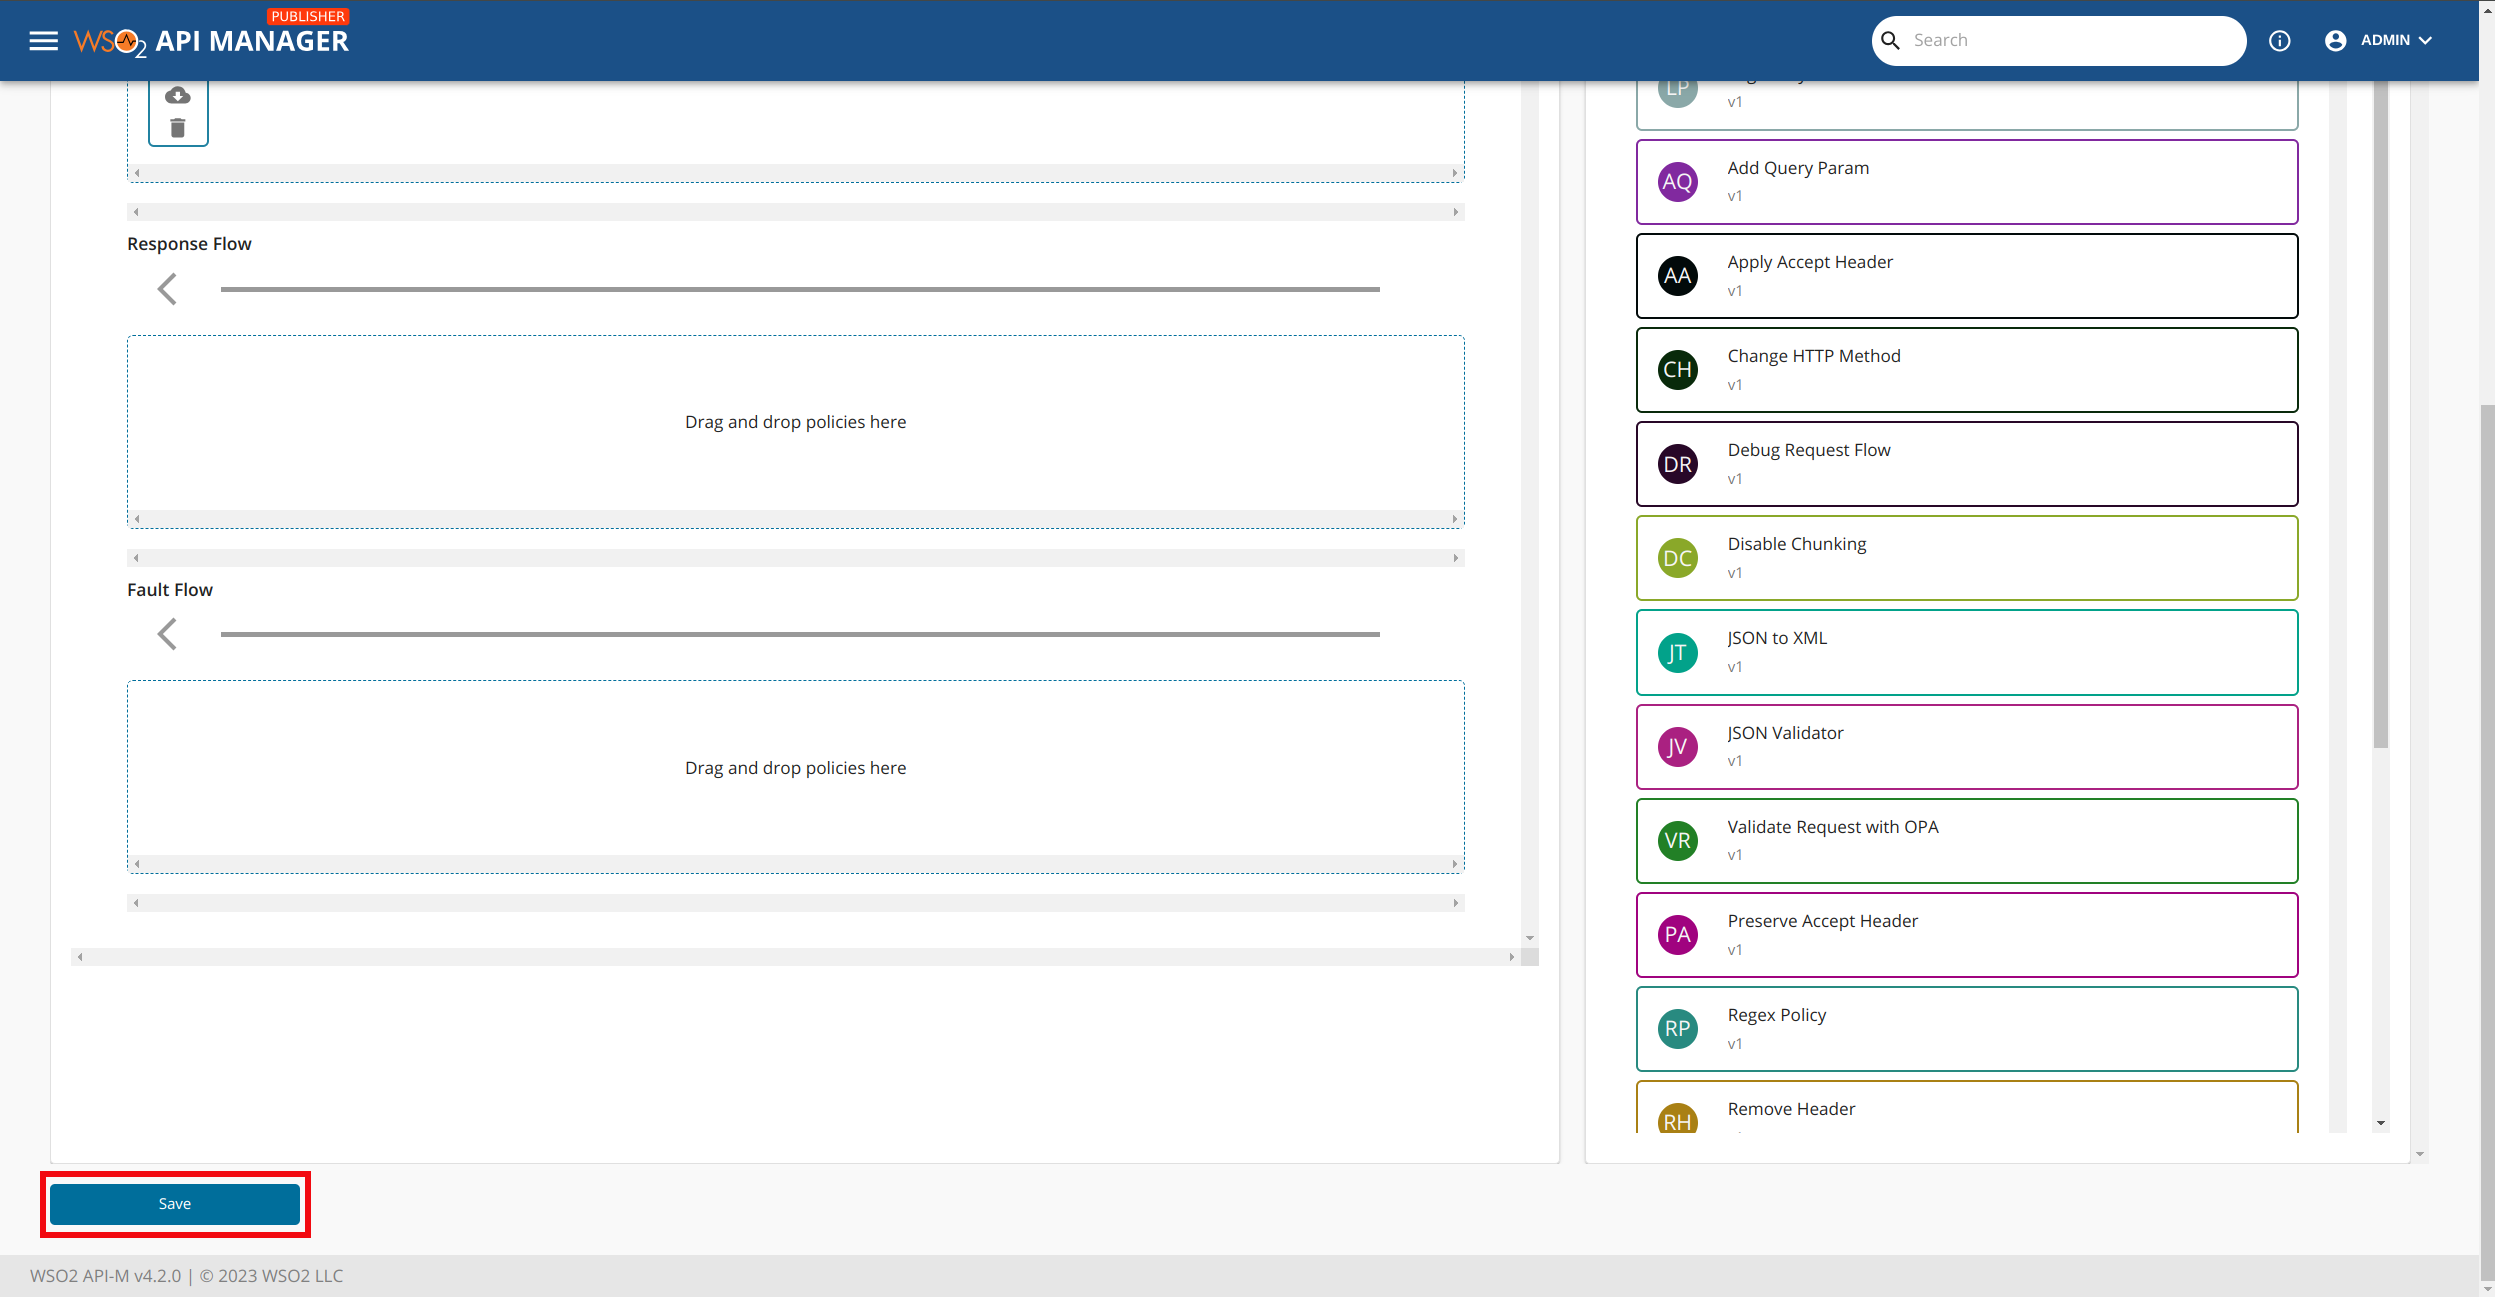 PUBLISHER
WSO2 API MANAGER
Search
ADMIN
LP
v1
AQ
Add Query Param
v1
Response Flow
AA
Apply Accept Header
v1
CH
Change HTTP Method
v1
Drag and drop policies here
DR
Debug Request Flow
v1
DC
Disable Chunking
v1
Fault Flow
JT
JSON to XML
v1
JV
JSON Validator
v1
Drag and drop policies here
VR
Validate Request with OPA
v1
PA
Preserve Accept Header
v1
RP
Regex Policy
v1
RH
Remove Header
Save
WSO2 API-M v4.2.0 | © 2023 WSO2 LLC